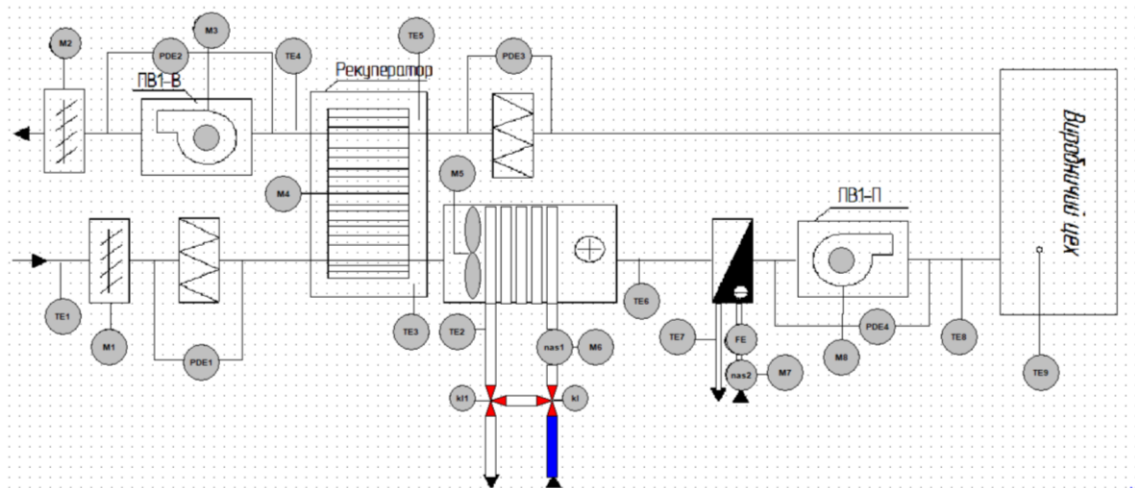 M2
PDE2
M3
TE4
TE5
PDE3
ПВ1-В
Рекуператор
M4
M5
Виробничий цех
ПВ1-П
TE1
M1
PDE1
TE3
TE2
nas1
M6
TE6
TE7
FE
nas2
M7
M8
PDE4
TE8
TE9
kl1
kl